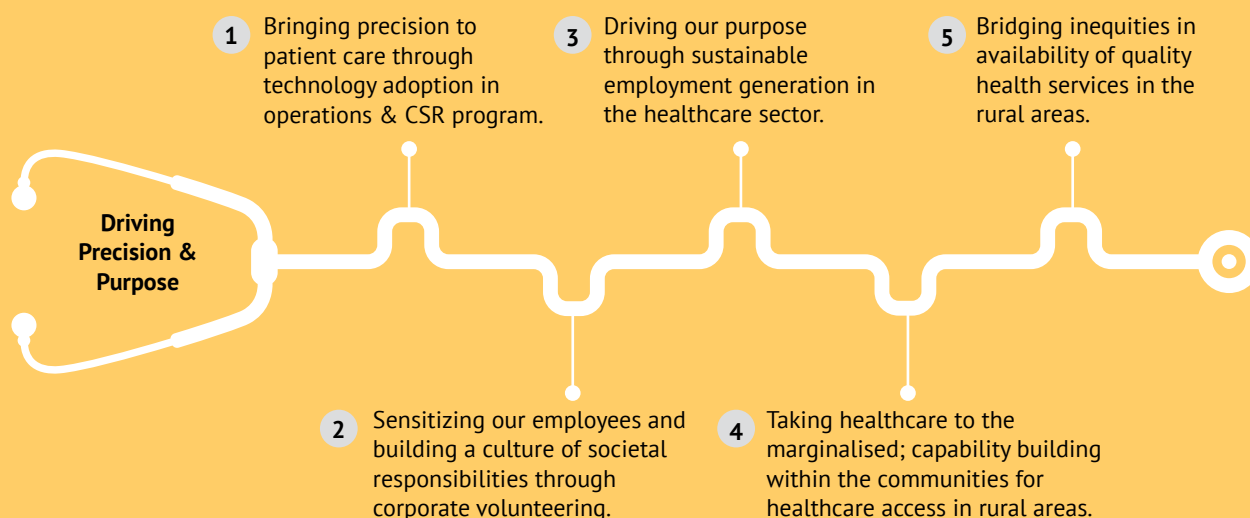 1
Bringing precision to
patient care through
technology adoption in
operations & CSR program.
3
Driving our purpose
through sustainable
employment generation in
the healthcare sector.
5
Bridging inequities in
availability of quality
health services in the
rural areas.
Driving
Precision &
Purpose
2
Sensitizing our employees and
building a culture of societal
responsibilities through
corporate volunteering.
4
Taking healthcare to the
marginalised; capability building
within the communities for
healthcare access in rural areas.